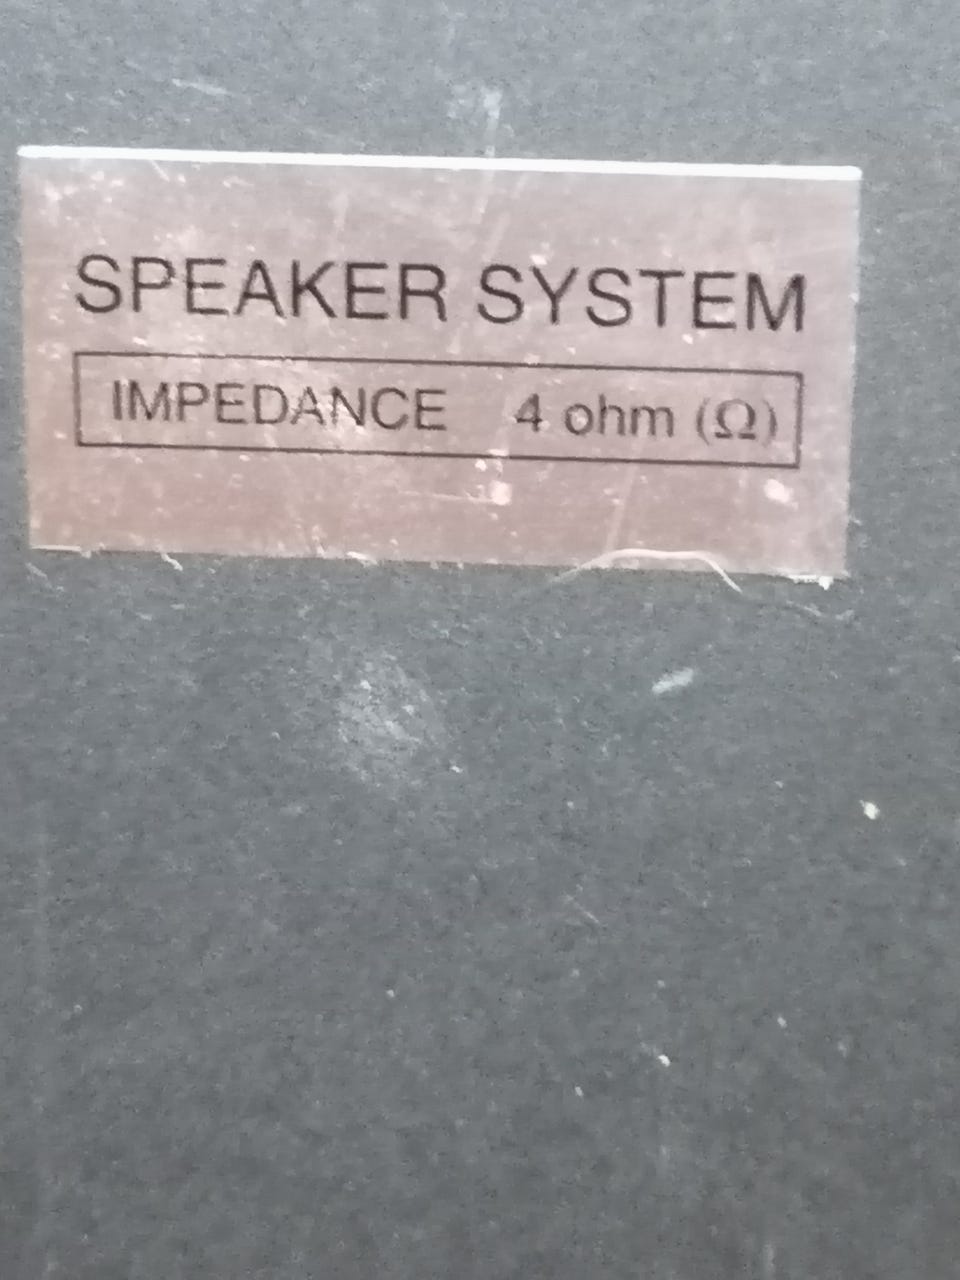 SPEAKER SYSTEM
IMPEDANCE 4 ohm (Ω)